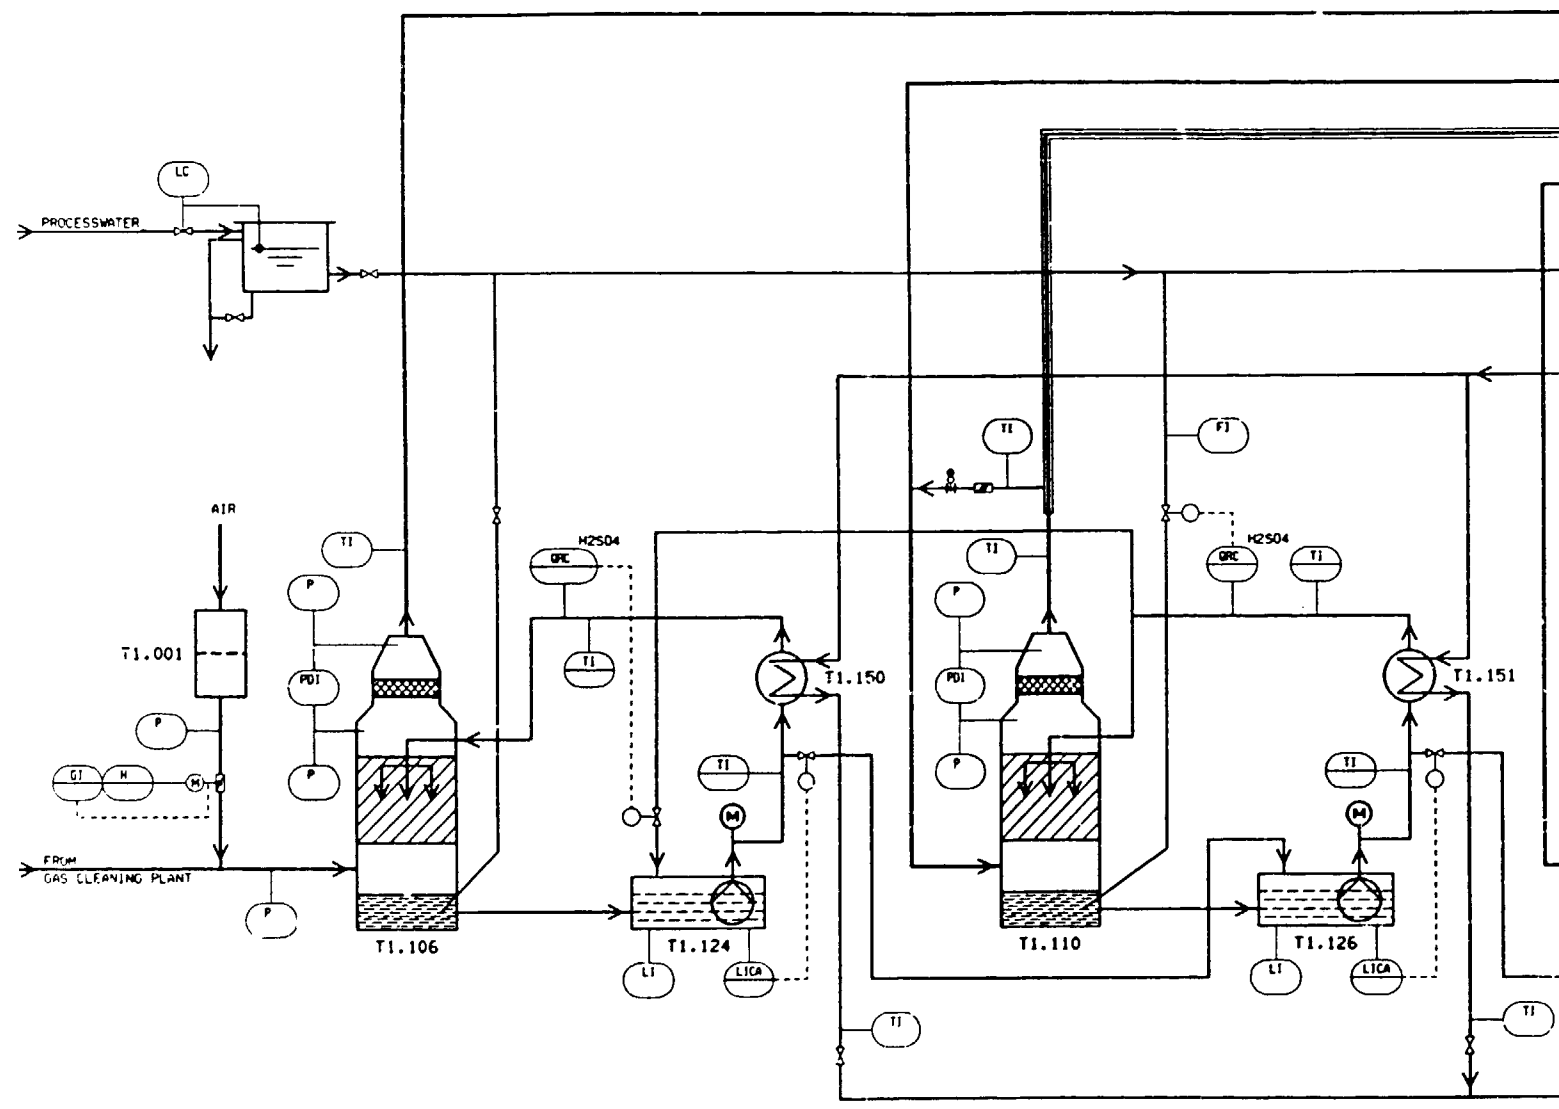 LC
PROCESSWATER
TI
FI
AIR
TI
H2SO4
QRC
TI
H2SO4
QRC
TI
P
P
T1.001
PDI
TI
T1.150
PDI
T1.151
P
P
TI
P
TI
GI
H
M
M
M
FROM
GAS CLEANING PLANT
P
T1.106
T1.124
T1.110
T1.126
LI
LICA
LI
LICA
TI
TI